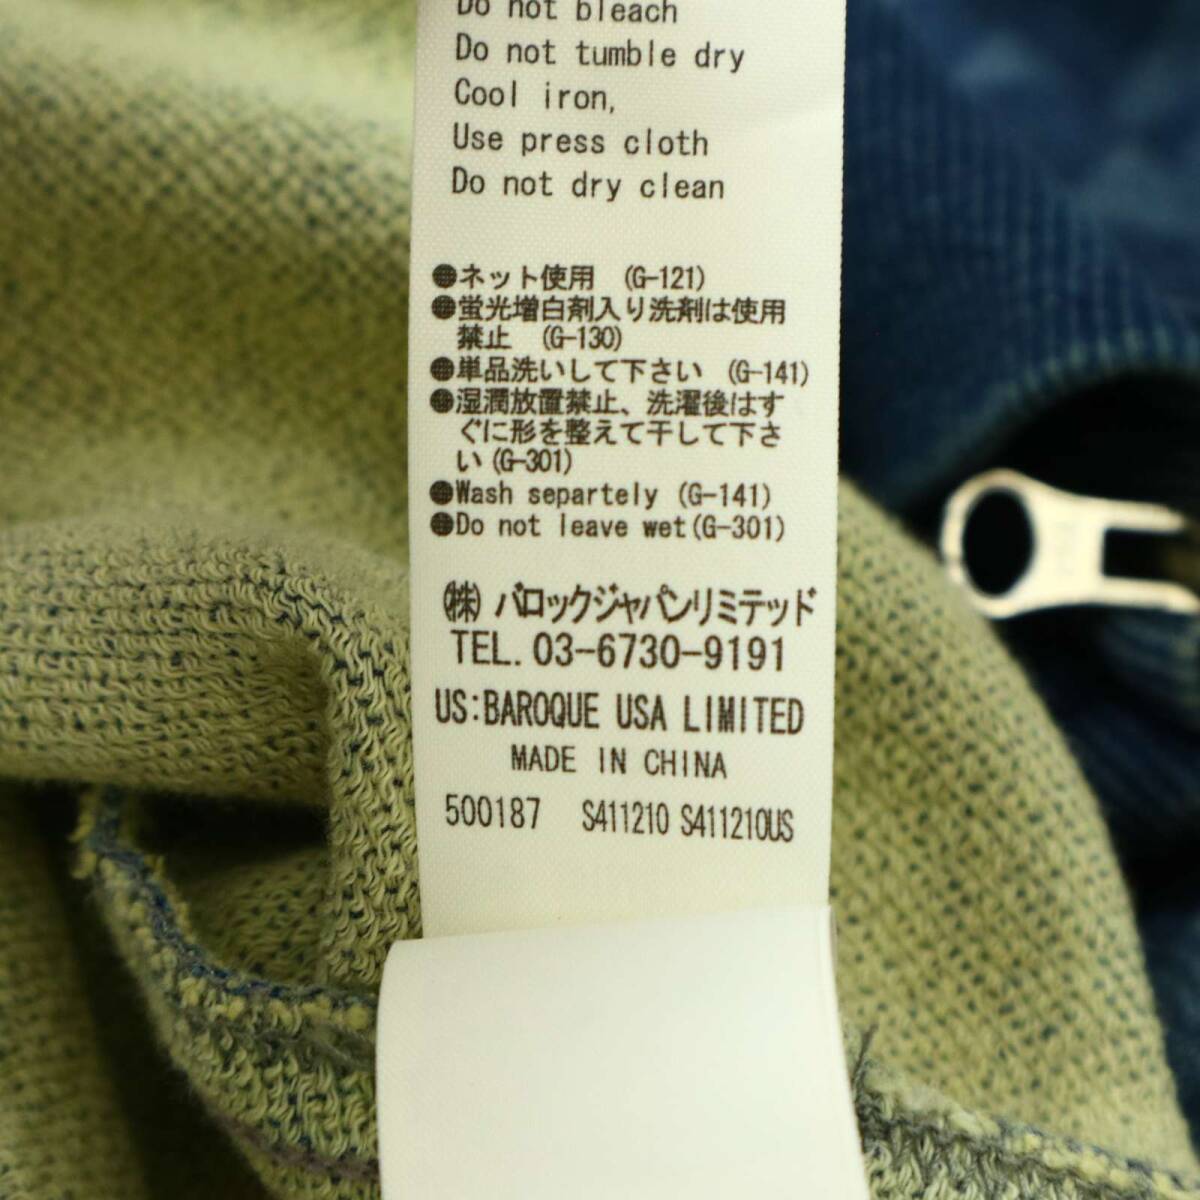 Do not bleach
Do not tumble dry
Cool iron,
Use press cloth
Do not dry clean
●ネット使用 (G-121)
●蛍光増白剤入り洗剤は使用
禁止 (G-130)
●単品洗いして下さい (G-141)
●湿潤放置禁止、洗濯後はす
ぐに形を整えて干して下さ
い(G-301)
●Wash separtely (G-141)
●Do not leave wet(G-301)
(株) バロックジャパンリミテッド
TEL. 03-6730-9191
US:BAROQUE USA LIMITED
MADE IN CHINA
500187 S411210 S411210US